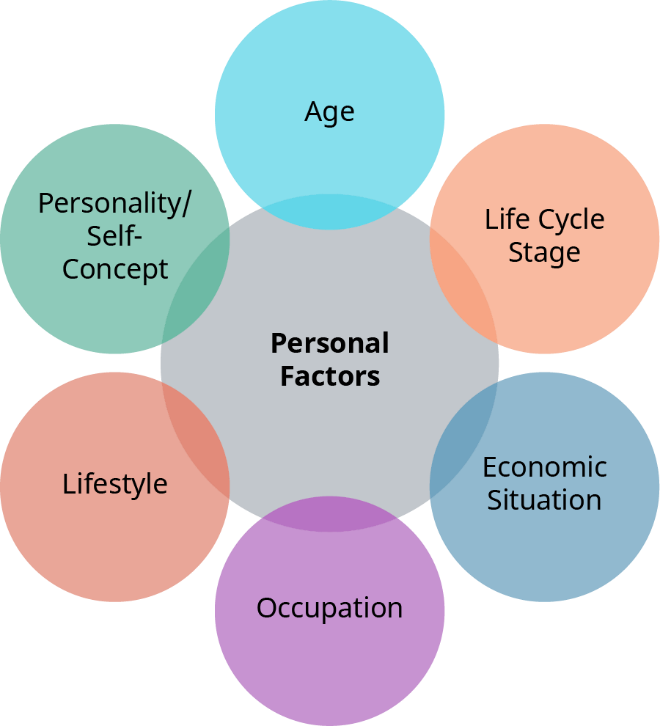 Age
Life Cycle
Stage
Personality/
Self-
Concept
Personal
Factors
Economic
Situation
Lifestyle
Occupation